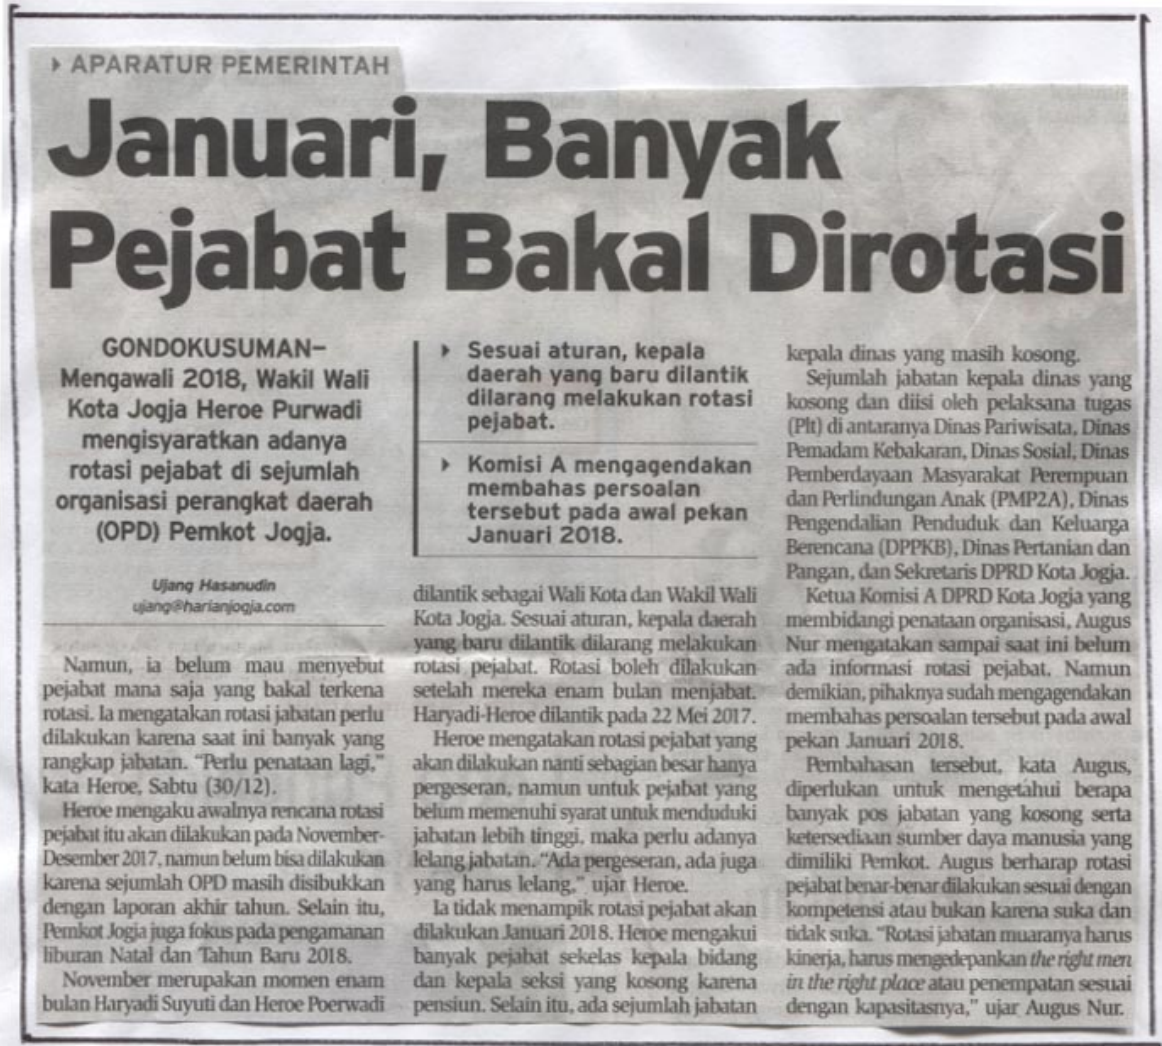 ▸ APARATUR PEMERINTAH
Januari, Banyak
Pejabat Bakal Dirotasi
GONDOKUSUMAN—
Mengawali 2018, Wakil Wali
Kota Jogja Heroe Purwadi
mengisyaratkan adanya
rotasi pejabat di sejumlah
organisasi perangkat daerah
(OPD) Pemkot Jogja.
Ujang Hasanudin
ujang@harianjogja.com
Namun, ia belum mau menyebut
pejabat mana saja yang bakal terkena
rotasi. Ia mengatakan rotasi jabatan perlu
dilakukan karena saat ini banyak yang
rangkap jabatan. “Perlu penataan lagi,”
kata Heroe, Sabtu (30/12).
Heroe mengaku awalnya rencana rotasi
pejabat itu akan dilakukan pada November-
Desember 2017, namun belum bisa dilakukan
karena sejumlah OPD masih disibukkan
dengan laporan akhir tahun. Selain itu,
Pemkot Jogja juga fokus pada pengamanan
liburan Natal dan Tahun Baru 2018.
November merupakan momen enam
bulan Haryadi Suyuti dan Heroe Poerwadi
▸ Sesuai aturan, kepala
daerah yang baru dilantik
dilarang melakukan rotasi
pejabat.
▸ Komisi A mengagendakan
membahas persoalan
tersebut pada awal pekan
Januari 2018.
dilantik sebagai Wali Kota dan Wakil Wali
Kota Jogja. Sesuai aturan, kepala daerah
yang baru dilantik dilarang melakukan
rotasi pejabat. Rotasi boleh dilakukan
setelah mereka enam bulan menjabat.
Haryadi-Heroe dilantik pada 22 Mei 2017.
Heroe mengatakan rotasi pejabat yang
akan dilakukan nanti sebagian besar hanya
pergeseran, namun untuk pejabat yang
belum memenuhi syarat untuk menduduki
jabatan lebih tinggi, maka perlu adanya
lelang jabatan. “Ada pergeseran, ada juga
yang harus lelang,” ujar Heroe.
Ia tidak menampik rotasi pejabat akan
dilakukan Januari 2018. Heroe mengakui
banyak pejabat sekelas kepala bidang
dan kepala seksi yang kosong karena
pensiun. Selain itu, ada sejumlah jabatan
kepala dinas yang masih kosong.
Sejumlah jabatan kepala dinas yang
kosong dan diisi oleh pelaksana tugas
(Plt) di antaranya Dinas Pariwisata, Dinas
Pemadam Kebakaran, Dinas Sosial, Dinas
Pemberdayaan Masyarakat Perempuan
dan Perlindungan Anak (PMP2A), Dinas
Pengendalian Penduduk dan Keluarga
Berencana (DPPKB), Dinas Pertanian dan
Pangan, dan Sekretaris DPRD Kota Jogja.
Ketua Komisi A DPRD Kota Jogja yang
membidangi penataan organisasi, Augus
Nur mengatakan sampai saat ini belum
ada informasi rotasi pejabat. Namun
demikian, pihaknya sudah mengagendakan
membahas persoalan tersebut pada awal
pekan Januari 2018.
Pembahasan tersebut, kata Augus,
diperlukan untuk mengetahui berapa
banyak pos jabatan yang kosong serta
ketersediaan sumber daya manusia yang
dimiliki Pemkot. Augus berharap rotasi
pejabat benar-benar dilakukan sesuai dengan
kompetensi atau bukan karena suka dan
tidak suka. “Rotasi jabatan muaranya harus
kinerja, harus mengedepankan the right men
in the right place atau penempatan sesuai
dengan kapasitasnya,” ujar Augus Nur.